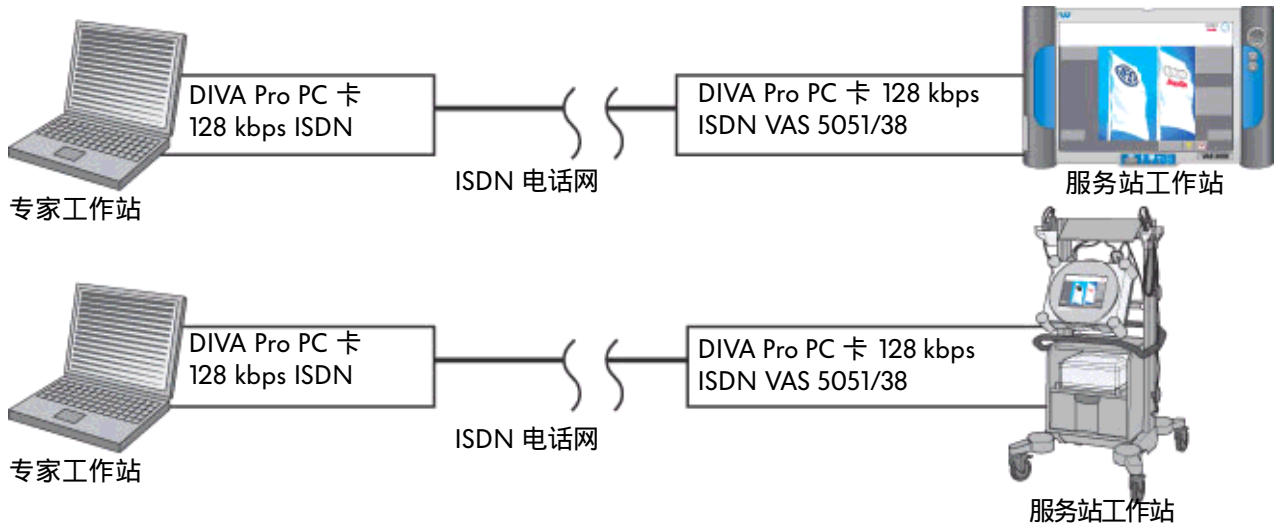 DIVA Pro PC 卡
128 kbps ISDN
DIVA Pro PC 卡 128 kbps
ISDN VAS 5051/38
ISDN 电话网
专家工作站
服务站工作站
DIVA Pro PC 卡
128 kbps ISDN
DIVA Pro PC 卡 128 kbps
ISDN VAS 5051/38
ISDN 电话网
专家工作站
服务站工作站